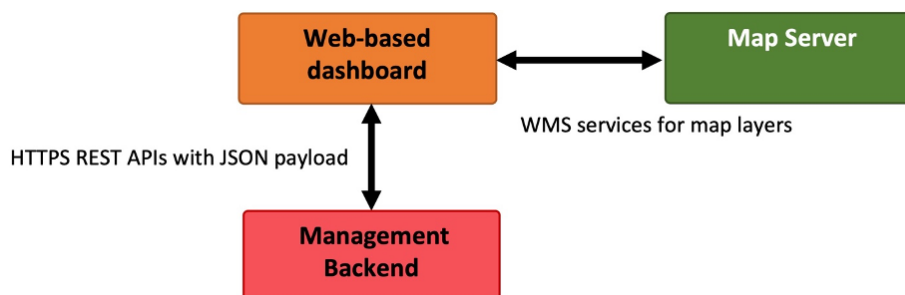 Web-based
dashboard
Map Server
WMS services for map layers
HTTPS REST APIs with JSON payload
Management
Backend